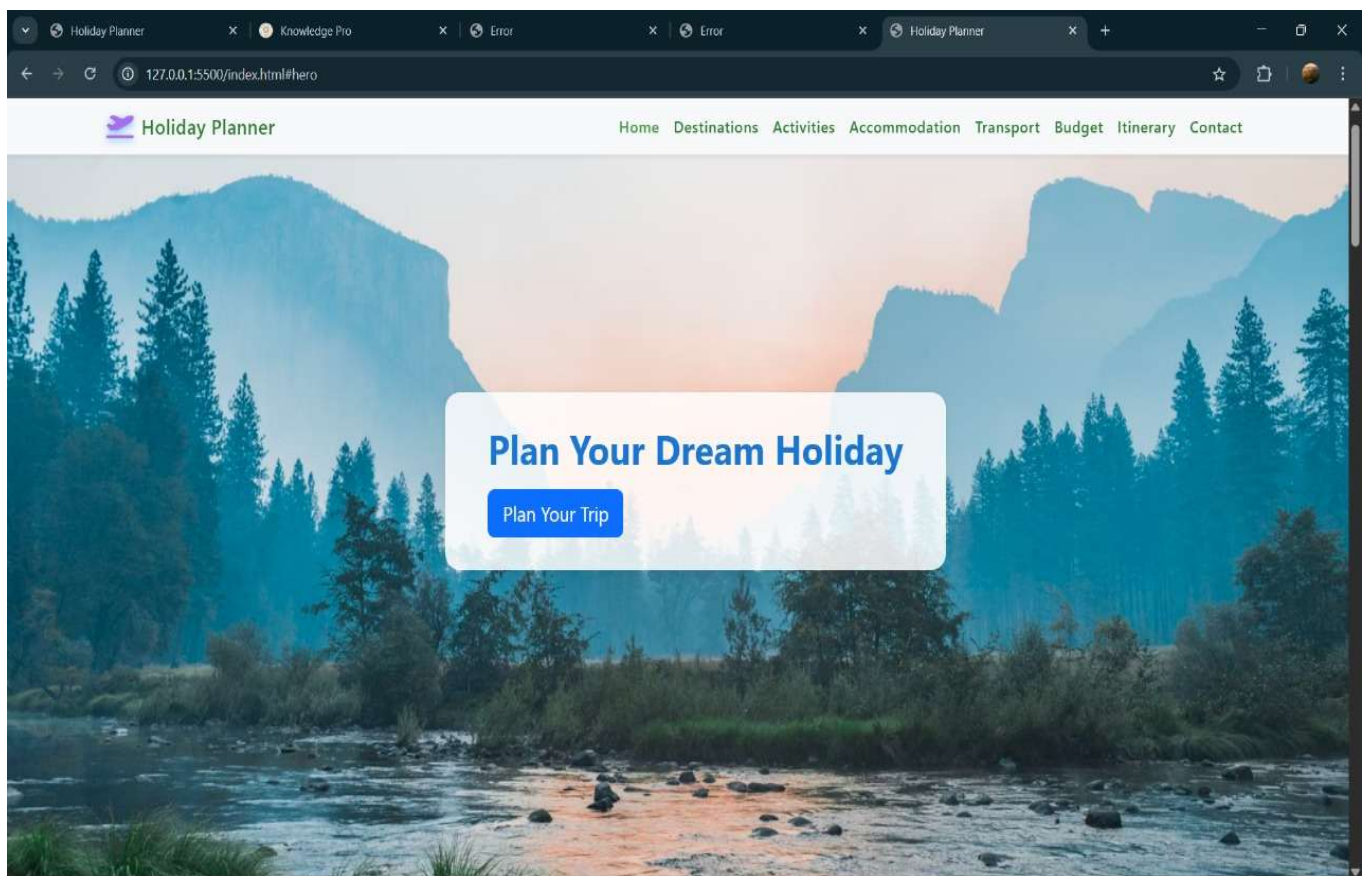 Holiday Planner
Knowledge Pro
Error
Error
Holiday Planner
127.0.0.1:5500/index.html#hero
Holiday Planner
Home Destinations Activities Accommodation Transport Budget Itinerary Contact
Plan Your Dream Holiday
Plan Your Trip